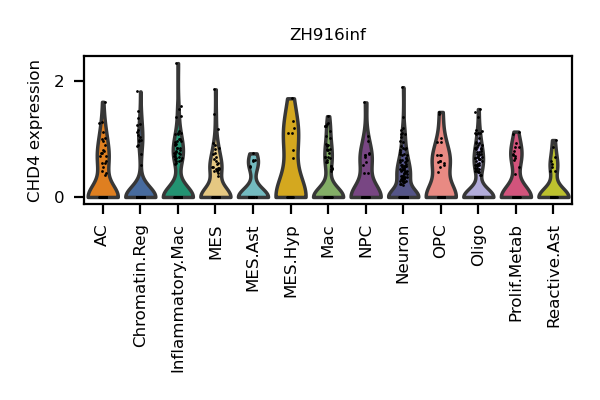 ZH916inf
CHD4 expression
2
0
AC
Chromatin.Reg
Inflammatory.Mac
MES
MES.Ast
MES.Hyp
Mac
NPC
Neuron
OPC
Oligo
Prolif.Metab
Reactive.Ast